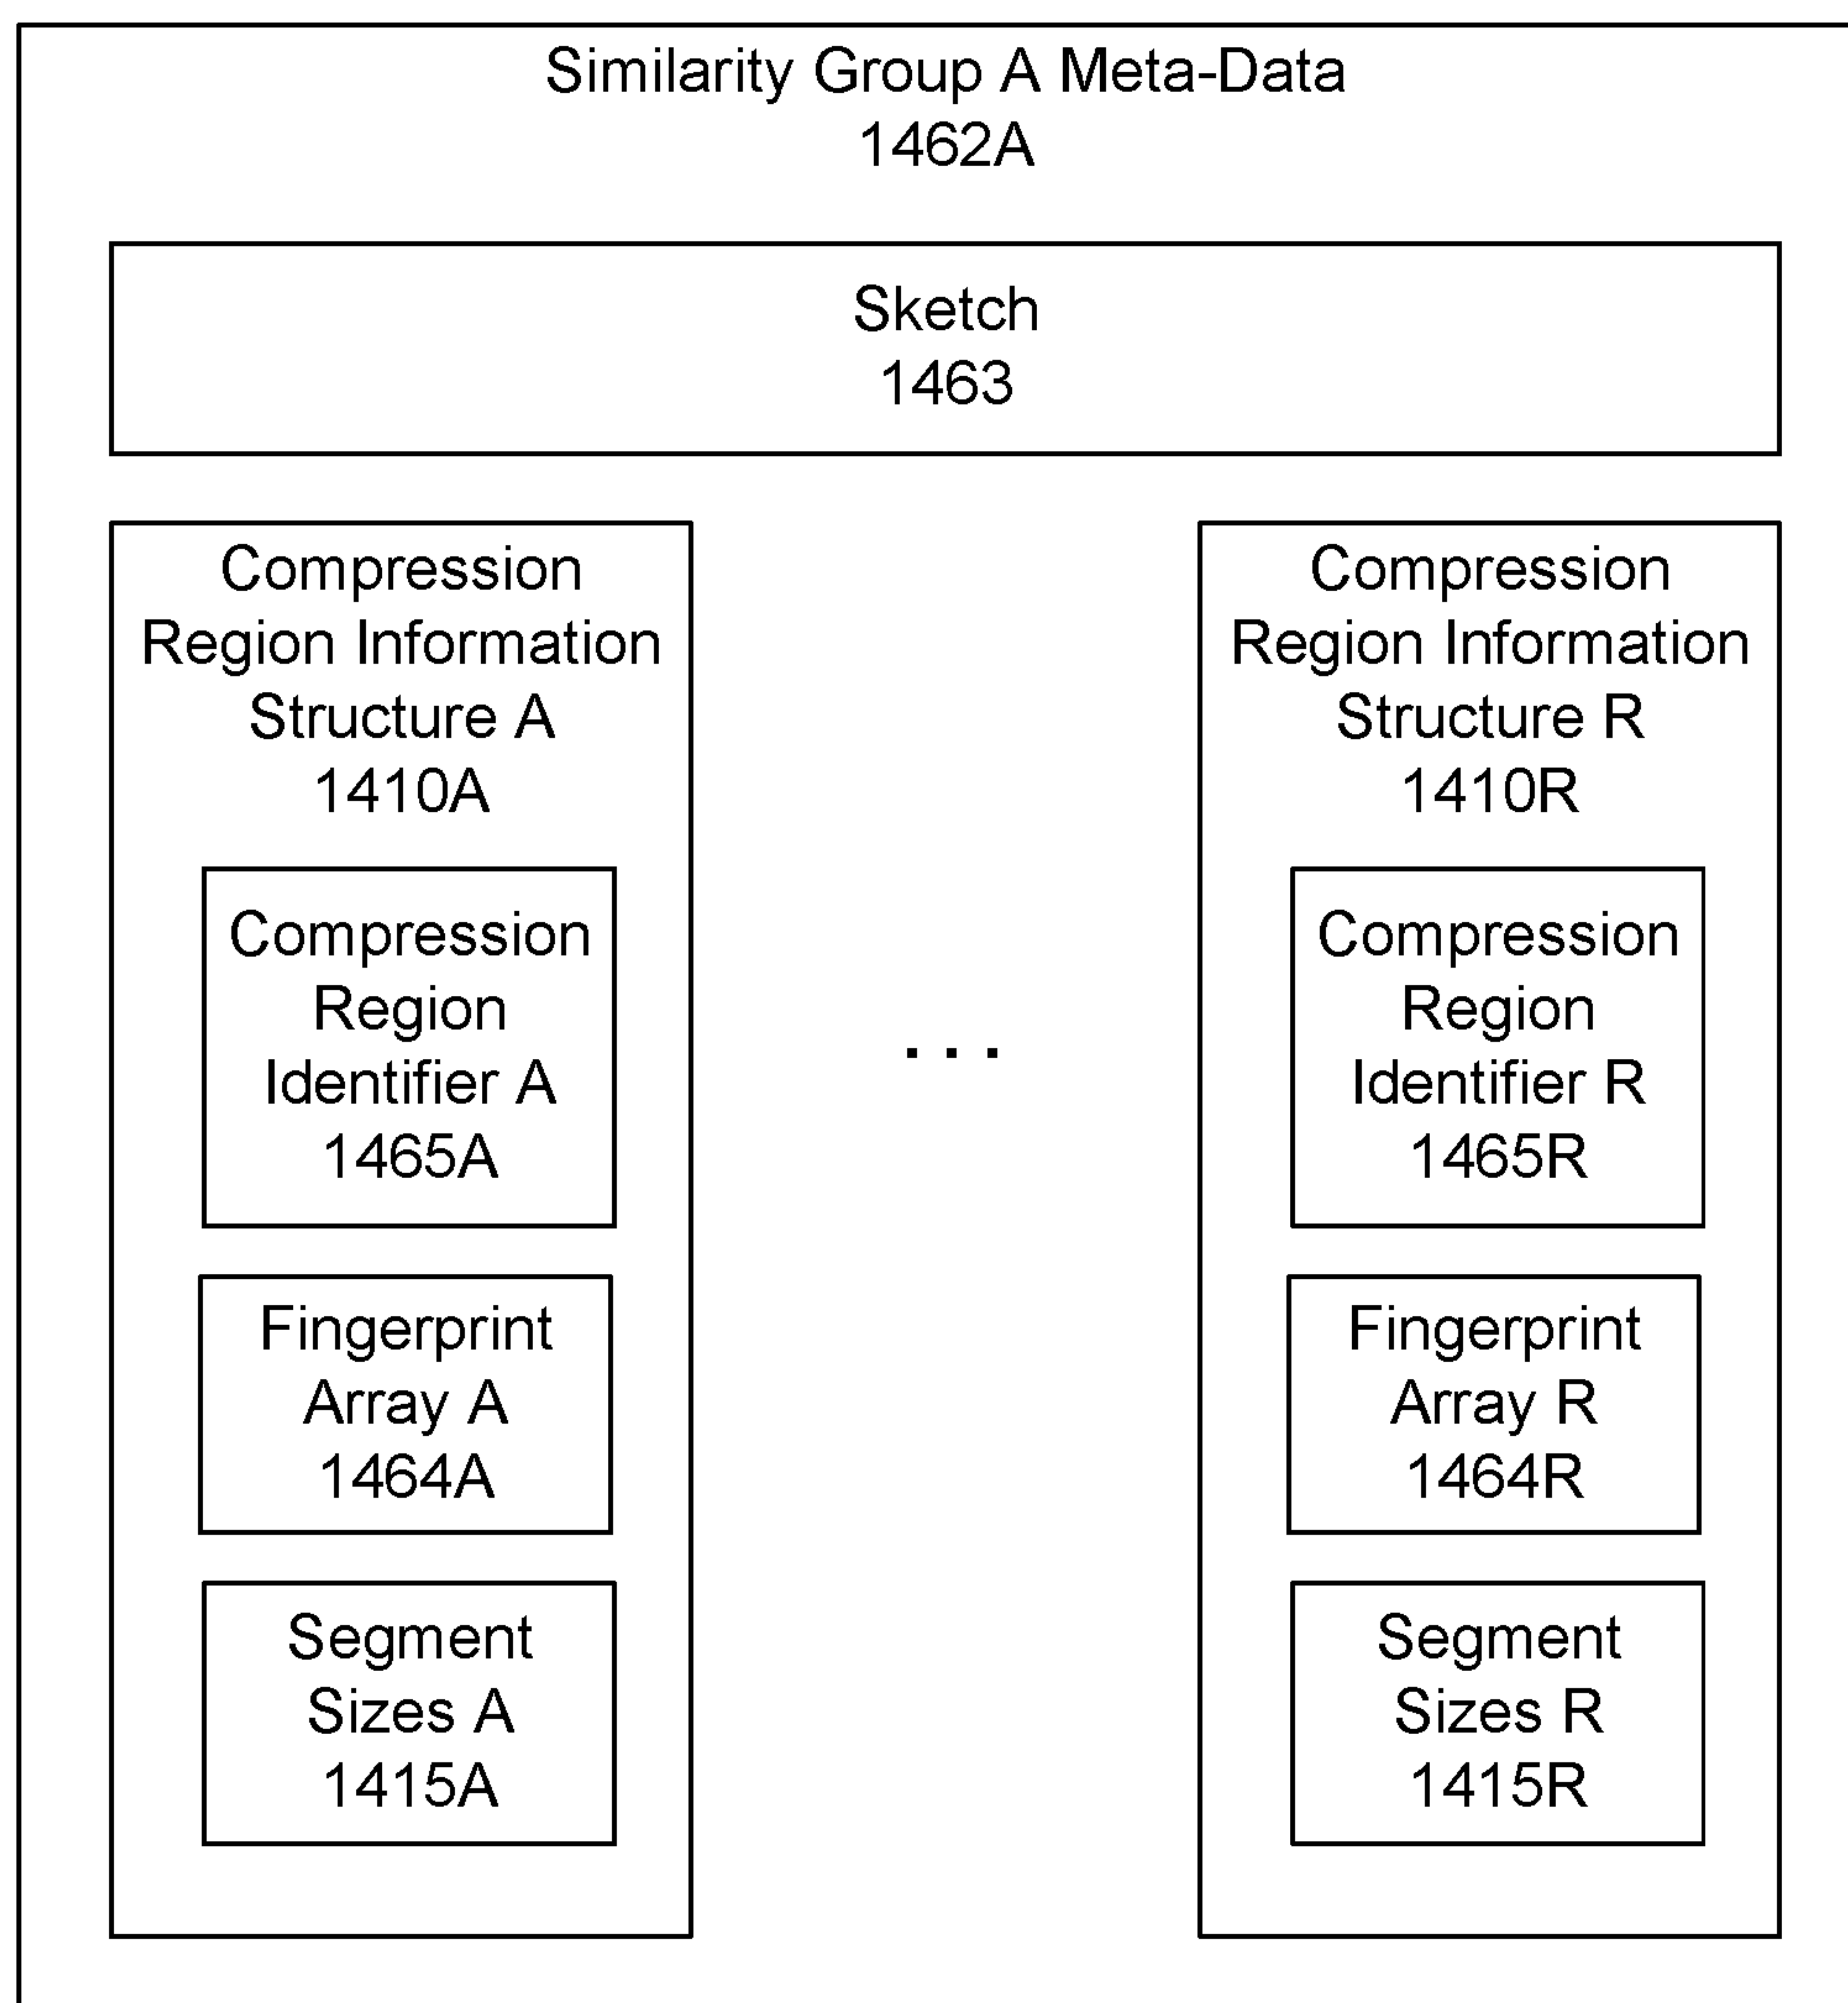 Similarity Group A Meta-Data
1462A
Sketch
1463
Compression
Region Information
Structure A
1410A
Compression
Region
Identifier A
1465A
Fingerprint
Array A
1464A
Segment
Sizes A
1415A
. . .
Compression
Region Information
Structure R
1410R
Compression
Region
Identifier R
1465R
Fingerprint
Array R
1464R
Segment
Sizes R
1415R